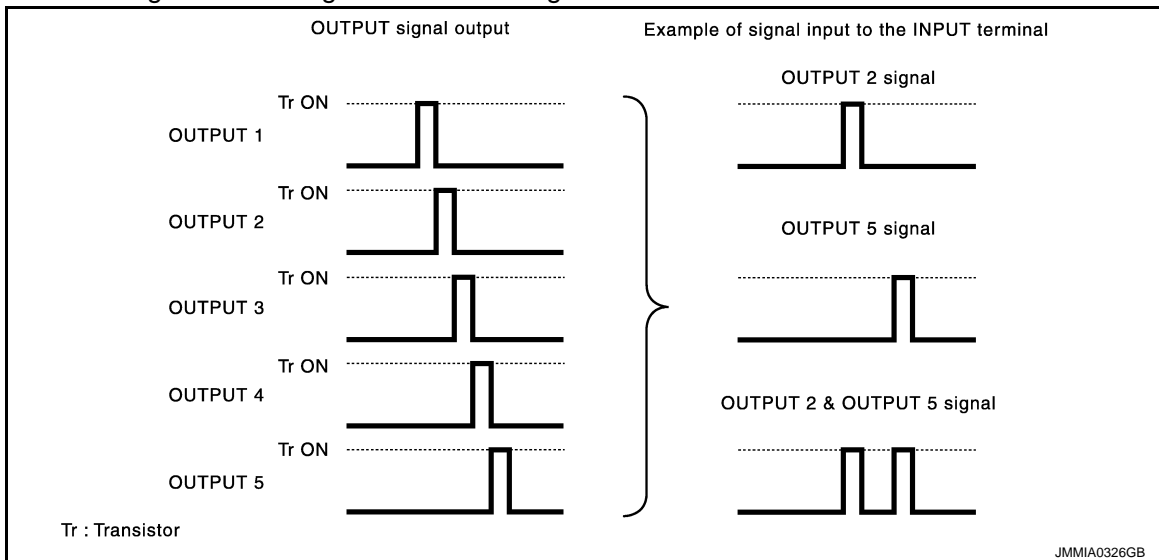 OUTPUT signal output
Example of signal input to the INPUT terminal
Tr ON
OUTPUT 1
Tr ON
OUTPUT 2
Tr ON
OUTPUT 3
Tr ON
OUTPUT 4
Tr ON
OUTPUT 5
OUTPUT 2 signal
OUTPUT 5 signal
OUTPUT 2 & OUTPUT 5 signal
Tr : Transistor
JMMIA0326GB